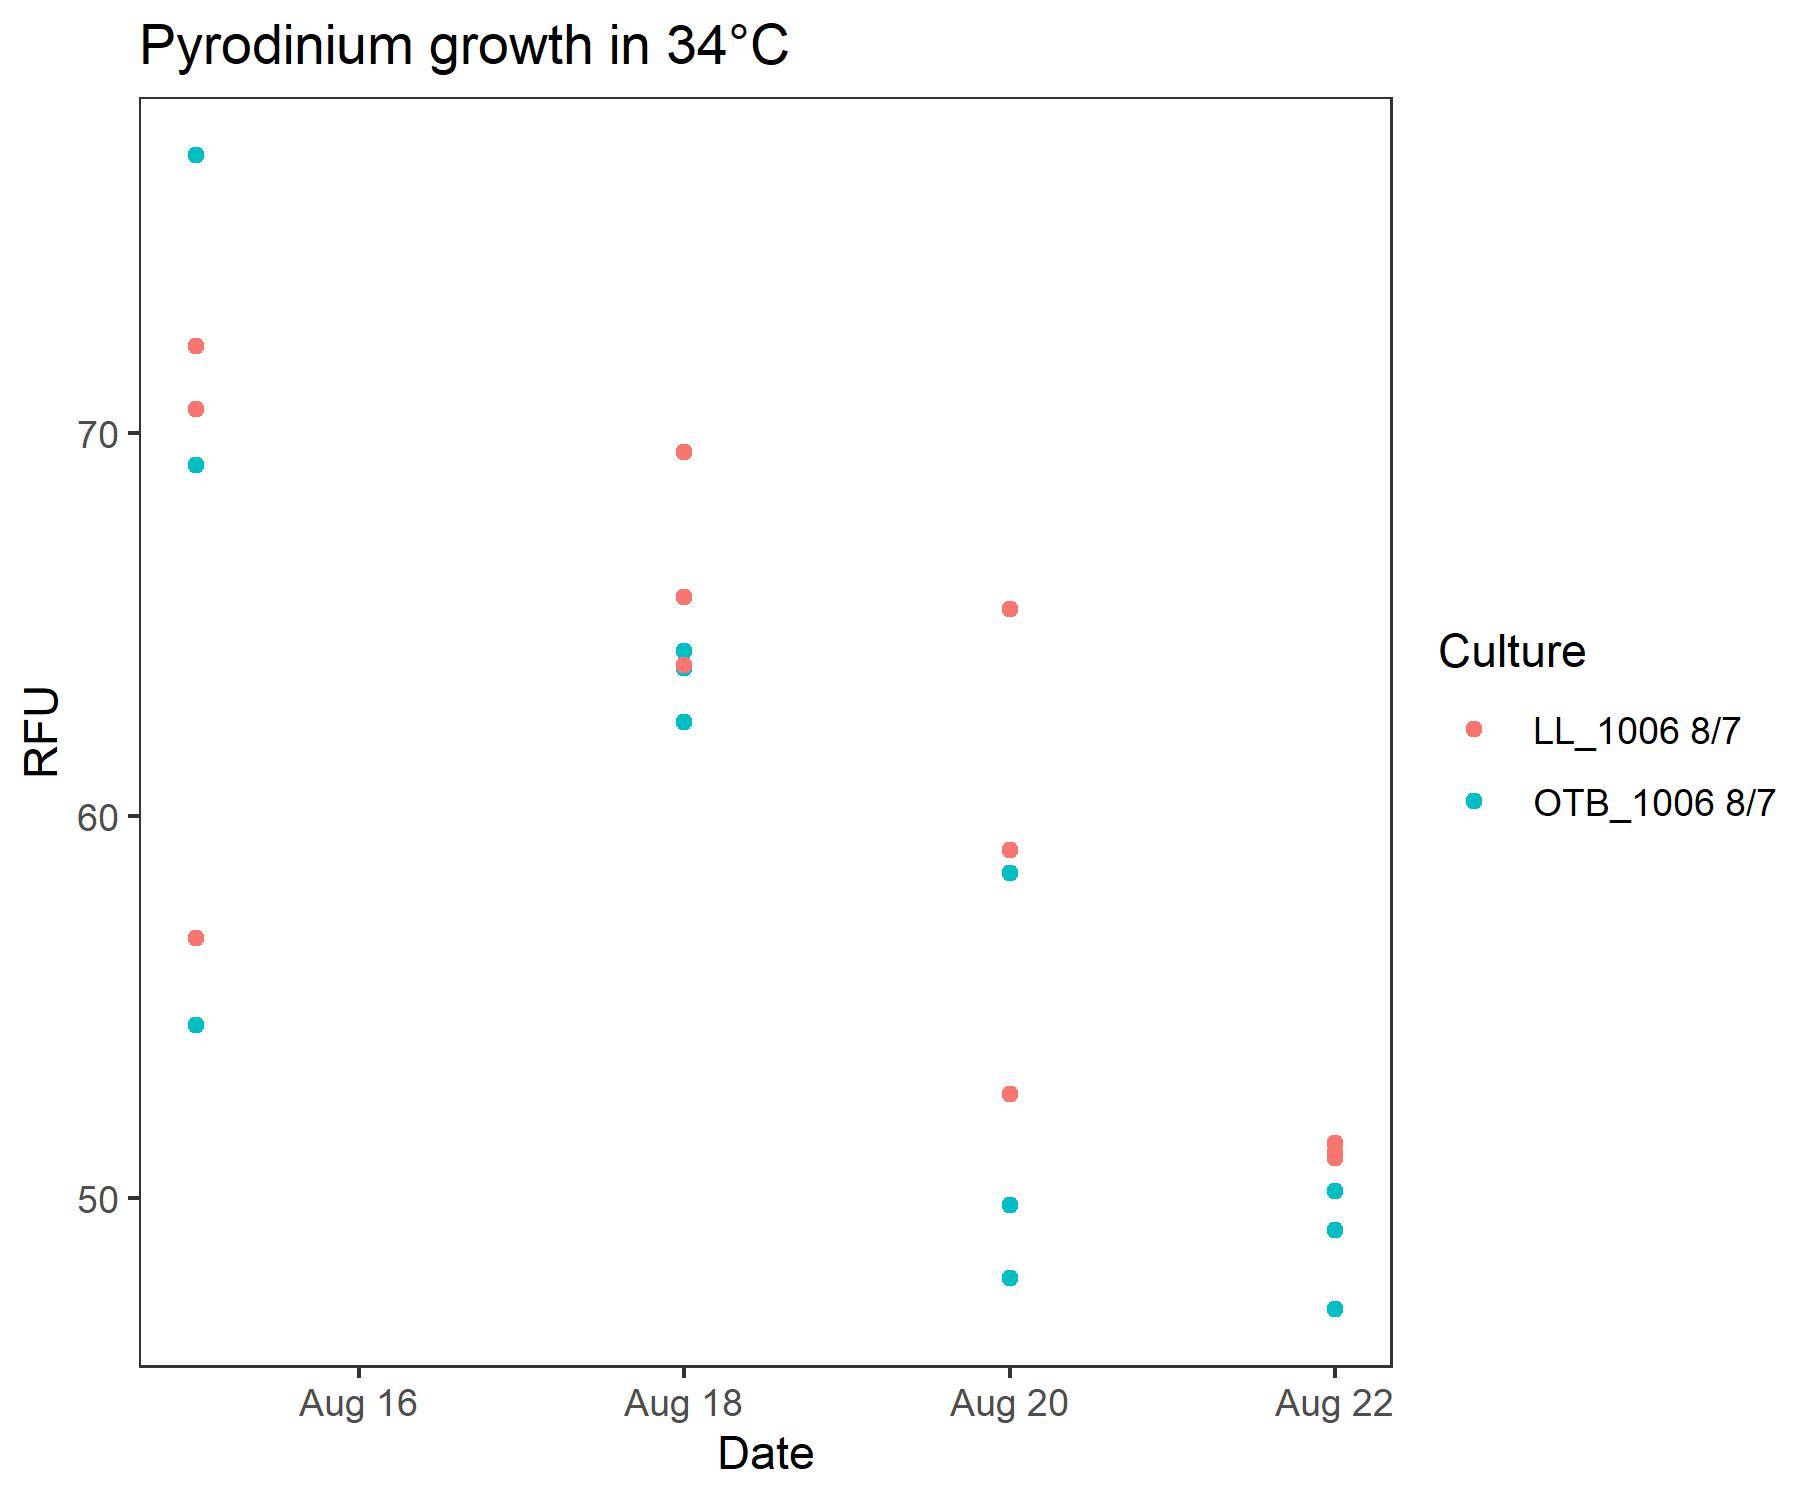 Pyrodinium growth in 34°C
RFU
70
60
50
Aug 16
Aug 18
Aug 20
Aug 22
Date
Culture
LL_1006 8/7
OTB_1006 8/7